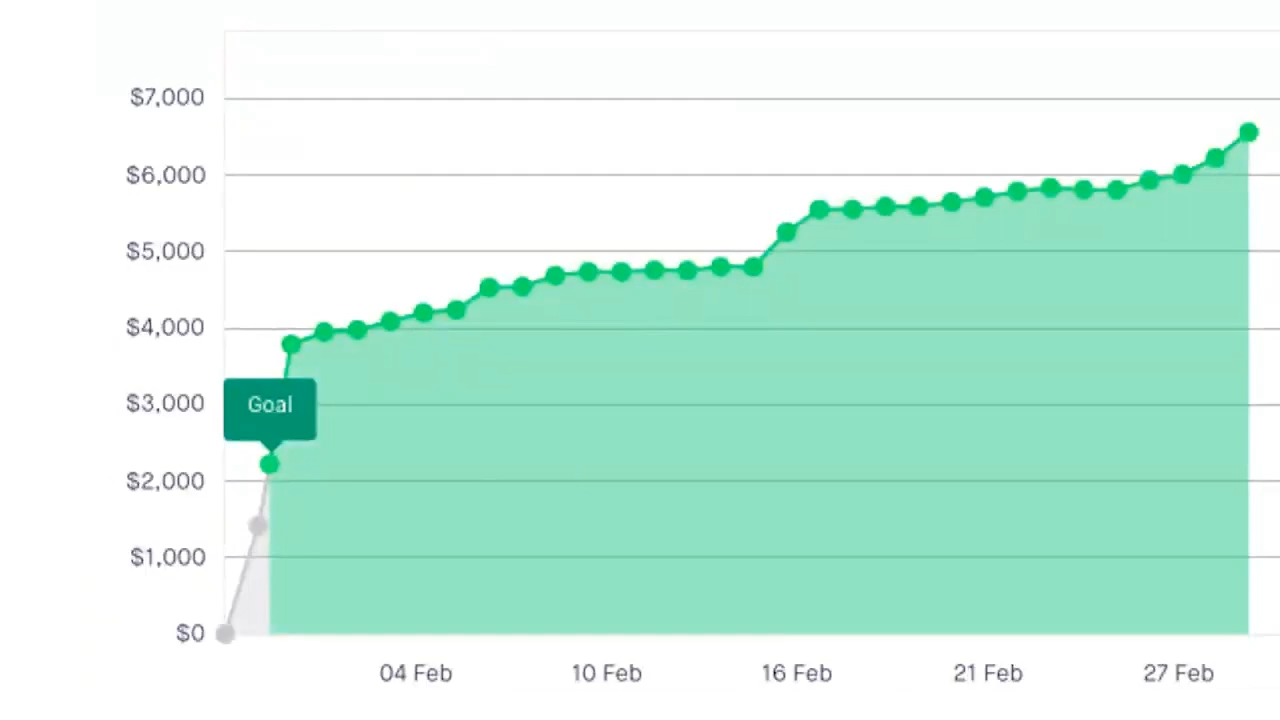 $7,000
$6,000
$5,000
$4,000
$3,000
Goal
$2,000
$1,000
$0
04 Feb
10 Feb
16 Feb
21 Feb
27 Feb